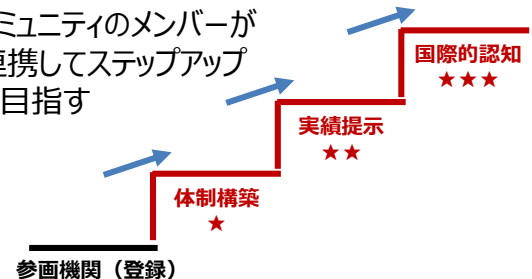 ミュニティのメンバーが
携してステップアップ
目指す
国際的認知
★★★
実績提示
★★
体制構築
★
参画機関（登録）